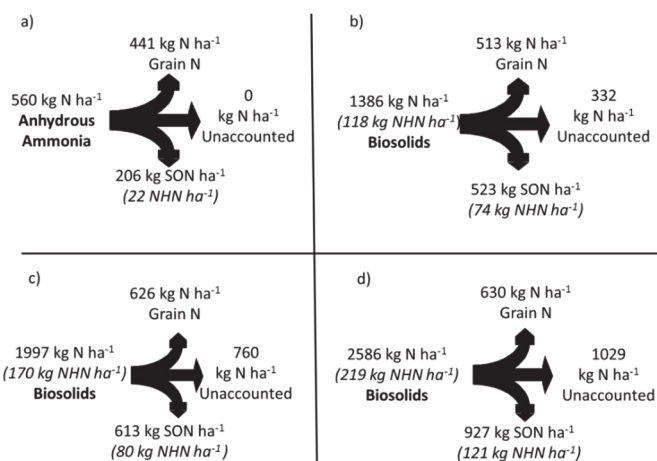 a)
441 kg N ha⁻¹
Grain N
560 kg N ha⁻¹
Anhydrous
Ammonia
0
kg N ha⁻¹
Unaccounted
206 kg SON ha⁻¹
(22 NHN ha⁻¹)
b)
513 kg N ha⁻¹
Grain N
1386 kg N ha⁻¹
(118 kg NHN ha⁻¹)
Biosolids
332
kg N ha⁻¹
Unaccounted
523 kg SON ha⁻¹
(74 kg NHN ha⁻¹)
c)
626 kg N ha⁻¹
Grain N
1997 kg N ha⁻¹
(170 kg NHN ha⁻¹)
Biosolids
760
kg N ha⁻¹
Unaccounted
613 kg SON ha⁻¹
(80 kg NHN ha⁻¹)
d)
630 kg N ha⁻¹
Grain N
2586 kg N ha⁻¹
(219 kg NHN ha⁻¹)
Biosolids
1029
kg N ha⁻¹
Unaccounted
927 kg SON ha⁻¹
(121 kg NHN ha⁻¹)